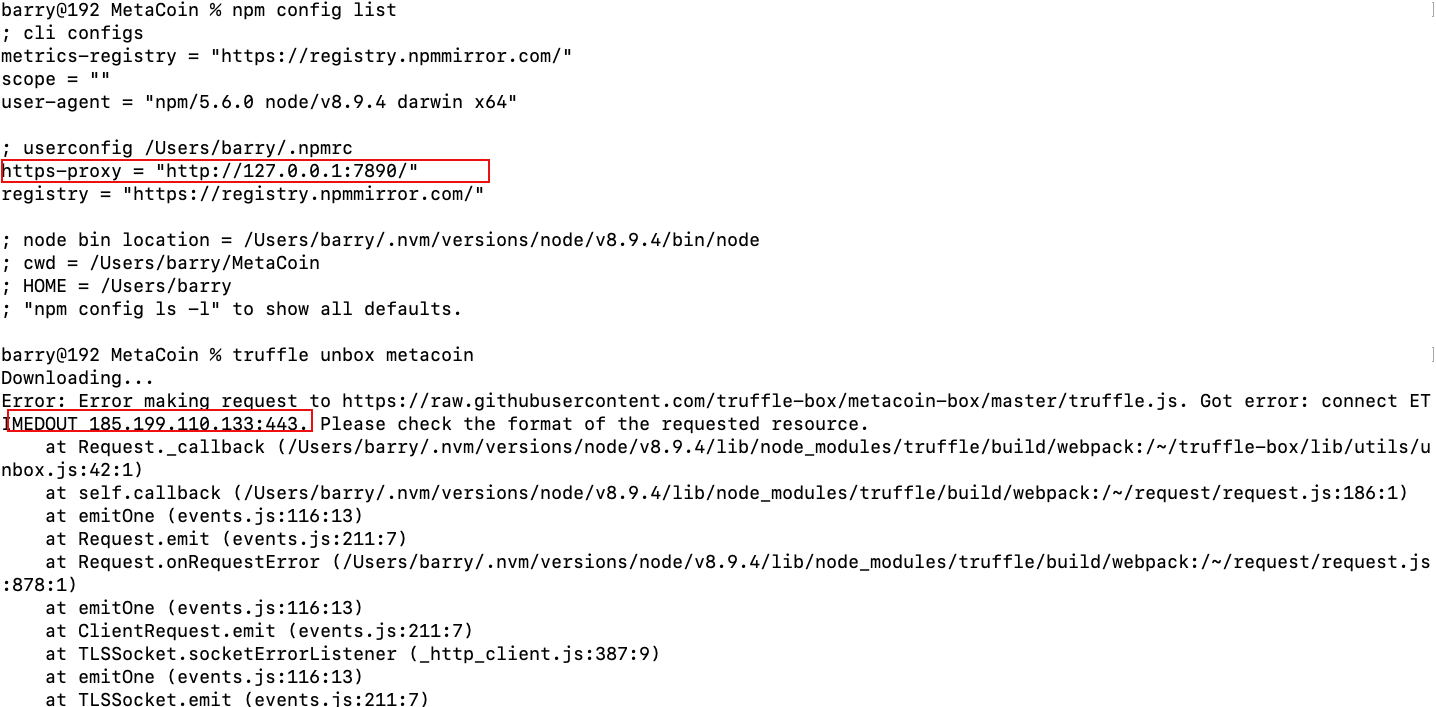 barry@192 MetaCoin % npm config list
; cli configs
metrics-registry = "https://registry.npmmirror.com/"
scope = ""
user-agent = "npm/5.6.0 node/v8.9.4 darwin x64"
; userconfig /Users/barry/.npmrc
https-proxy = "http://127.0.0.1:7890/"
registry = "https://registry.npmmirror.com/"
; node bin location = /Users/barry/.nvm/versions/node/v8.9.4/bin/node
; cwd = /Users/barry/MetaCoin
; HOME = /Users/barry
; "npm config ls -l" to show all defaults.
barry@192 MetaCoin % truffle unbox metacoin
Downloading...
Error: Error making request to https://raw.githubusercontent.com/truffle-box/metacoin-box/master/truffle.js. Got error: connect ET
IMEDOUT 185.199.110.133:443. Please check the format of the requested resource.
    at Request._callback (/Users/barry/.nvm/versions/node/v8.9.4/lib/node_modules/truffle/build/webpack:/~/truffle-box/lib/utils/u
nbox.js:42:1)
    at self.callback (/Users/barry/.nvm/versions/node/v8.9.4/lib/node_modules/truffle/build/webpack:/~/request/request.js:186:1)
    at emitOne (events.js:116:13)
    at Request.emit (events.js:211:7)
    at Request.onRequestError (/Users/barry/.nvm/versions/node/v8.9.4/lib/node_modules/truffle/build/webpack:/~/request/request.js
:878:1)
    at emitOne (events.js:116:13)
    at ClientRequest.emit (events.js:211:7)
    at TLSSocket.socketErrorListener (_http_client.js:387:9)
    at emitOne (events.js:116:13)
    at TLSSocket.emit (events.js:211:7)